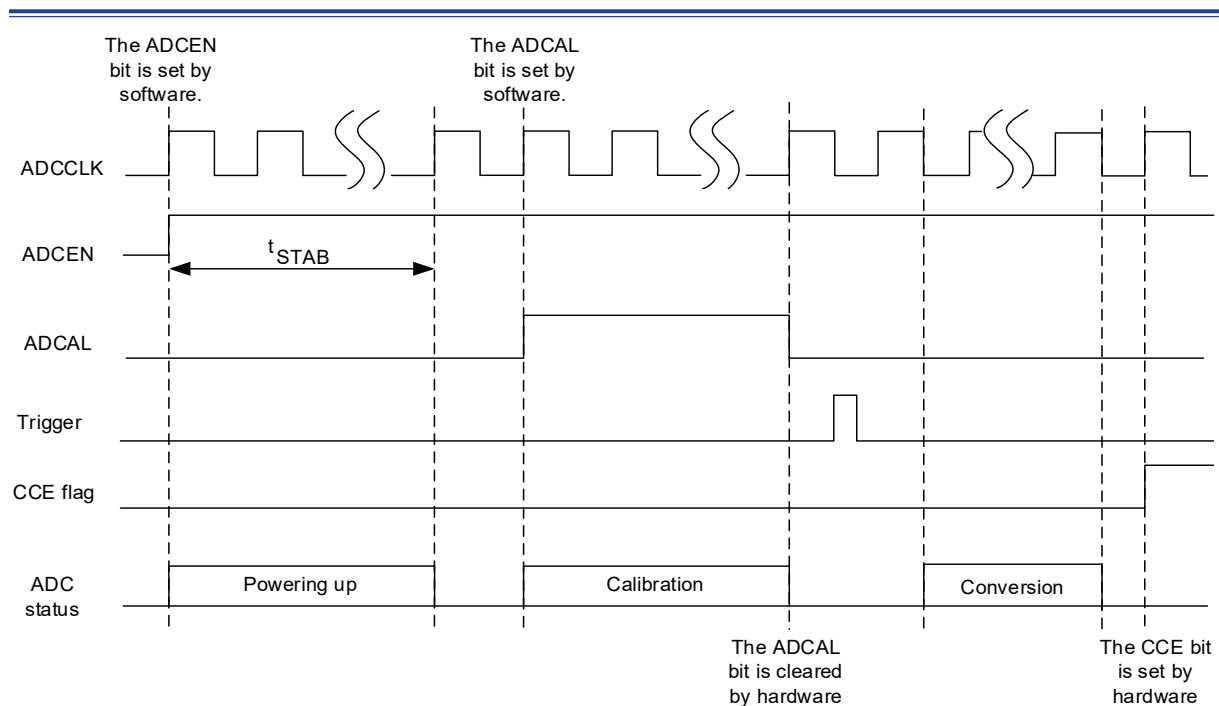 The ADCEN
bit is set by
software.
The ADCAL
bit is set by
software.
ADCCLK
ADCEN
tSTAB
ADCAL
Trigger
CCE flag
ADC
status
Powering up
Calibration
Conversion
The ADCAL
bit is cleared
by hardware
The CCE bit
is set by
hardware